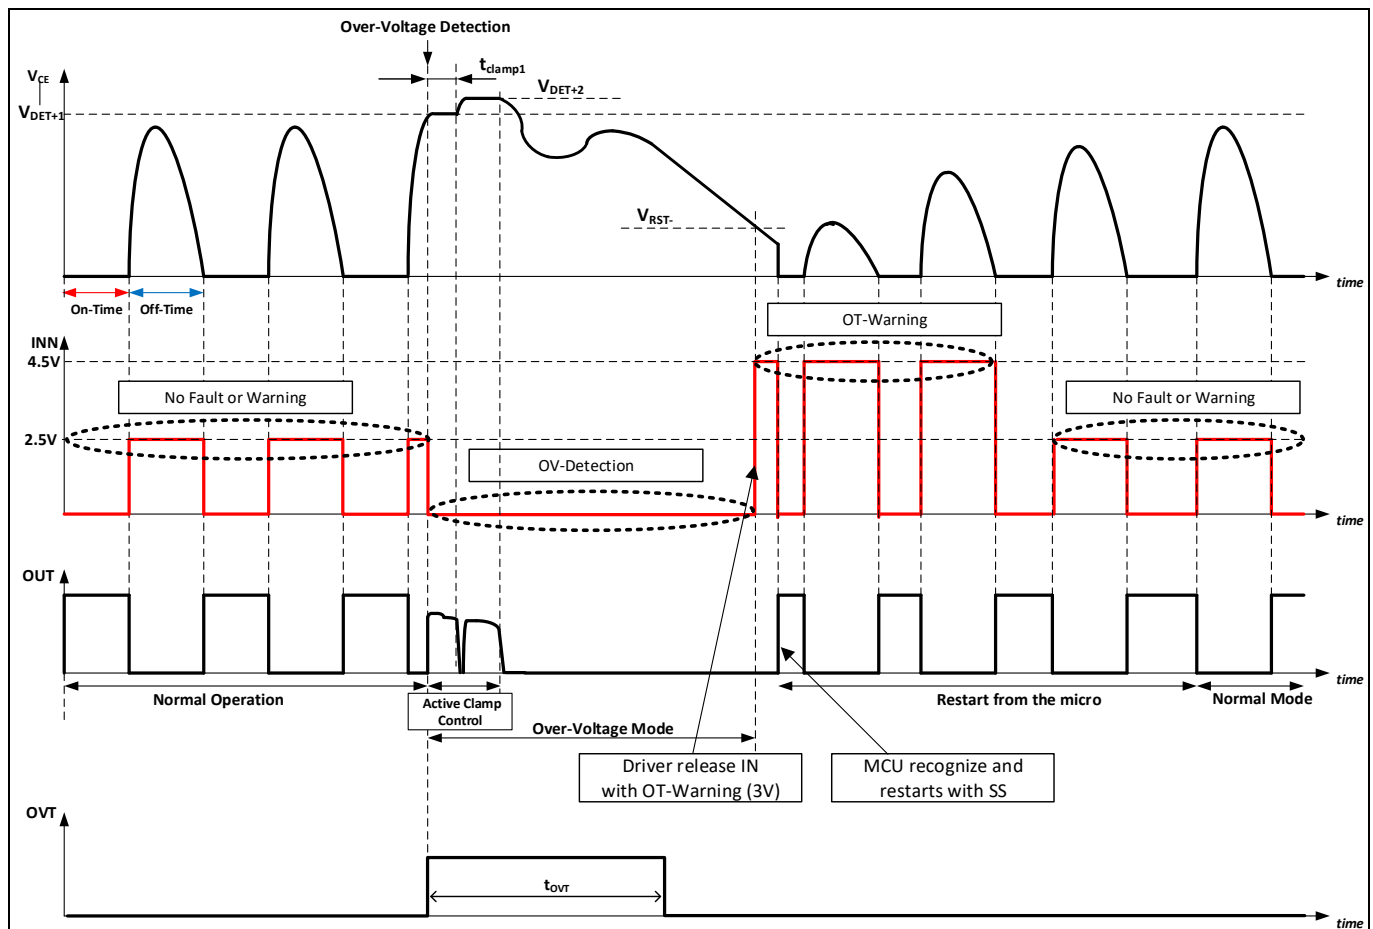 Over-Voltage Detection
tclamp1
VCE
VDET+2
VDET+1
VRST-
time
On-Time
Off-Time
OT-Warning
INN
4.5V
No Fault or Warning
No Fault or Warning
2.5V
OV-Detection
time
OUT
time
Normal Operation
Active Clamp
Control
Restart from the micro
Normal Mode
Over-Voltage Mode
Driver release IN
with OT-Warning (3V)
MCU recognize and
restarts with SS
OVT
tOVT
time